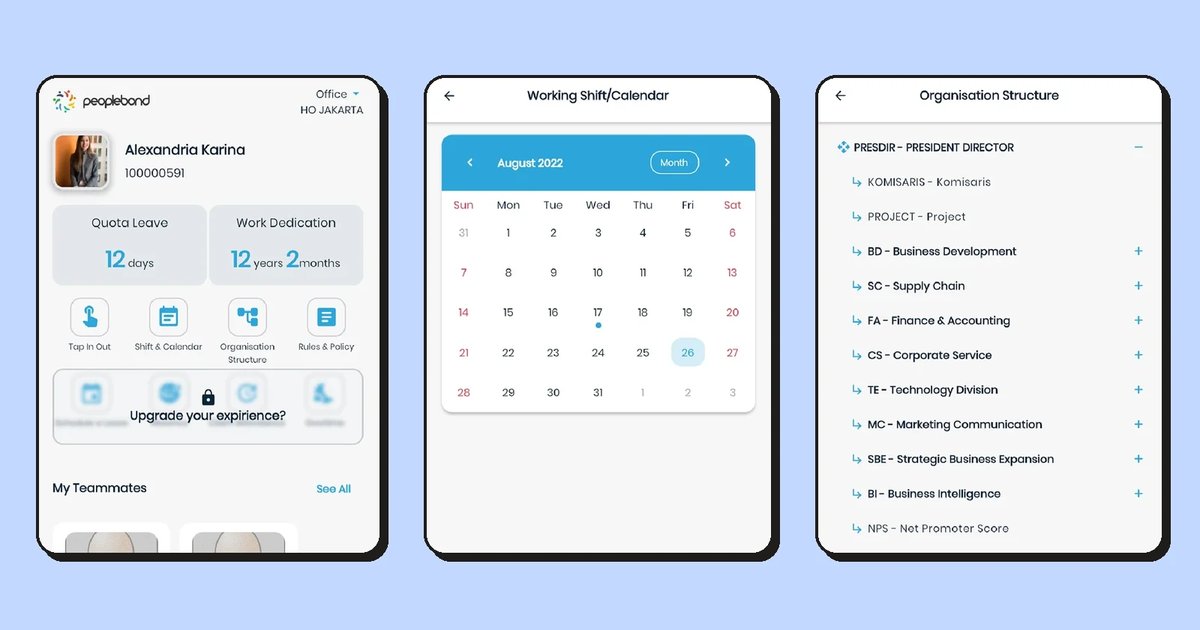 peopleband
Office
HO JAKARTA
Alexandria Karina
100000591
Quota Leave
12 days
Work Dedication
12 years 2 months
Tap In Out
Shift & Calendar
Organisation
Structure
Rules & Policy
Upgrade your expirience?
My Teammates
See All
Working Shift/Calendar
August 2022
Month
Sun Mon Tue Wed Thu Fri Sat
31 1 2 3 4 5 6
7 8 9 10 11 12 13
14 15 16 17 18 19 20
21 22 23 24 25 26 27
28 29 30 31 1 2 3
Organisation Structure
PRESDIR - PRESIDENT DIRECTOR
KOMISARIS - Komisaris
PROJECT - Project
BD - Business Development
SC - Supply Chain
FA - Finance & Accounting
CS - Corporate Service
TE - Technology Division
MC - Marketing Communication
SBE - Strategic Business Expansion
BI - Business Intelligence
NPS - Net Promoter Score